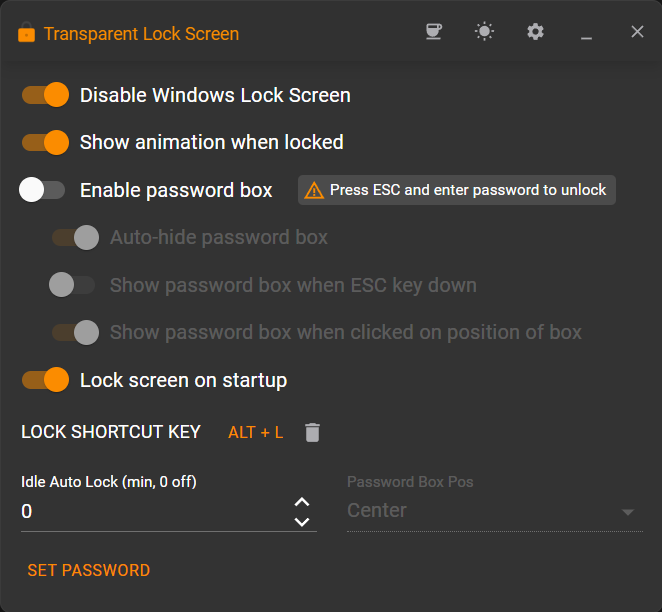 Transparent Lock Screen
Disable Windows Lock Screen
Show animation when locked
Enable password box
Press ESC and enter password to unlock
Auto-hide password box
Show password box when ESC key down
Show password box when clicked on position of box
Lock screen on startup
LOCK SHORTCUT KEY ALT + L
Idle Auto Lock (min, 0 off) Password Box Pos
0 Center
SET PASSWORD